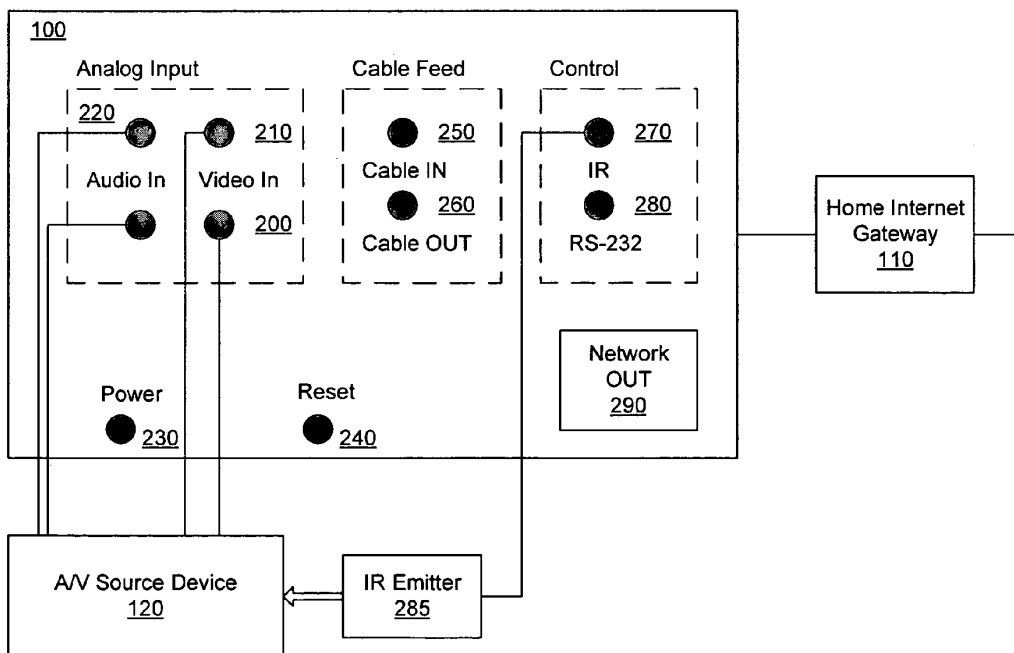 100
Analog Input
Cable Feed
Control
220
210
250
270
Audio In
Video In
Cable IN
IR
200
260
280
Cable OUT
RS-232
Home Internet
Gateway
110
Network
OUT
290
Power
Reset
230
240
A/V Source Device
120
IR Emitter
285